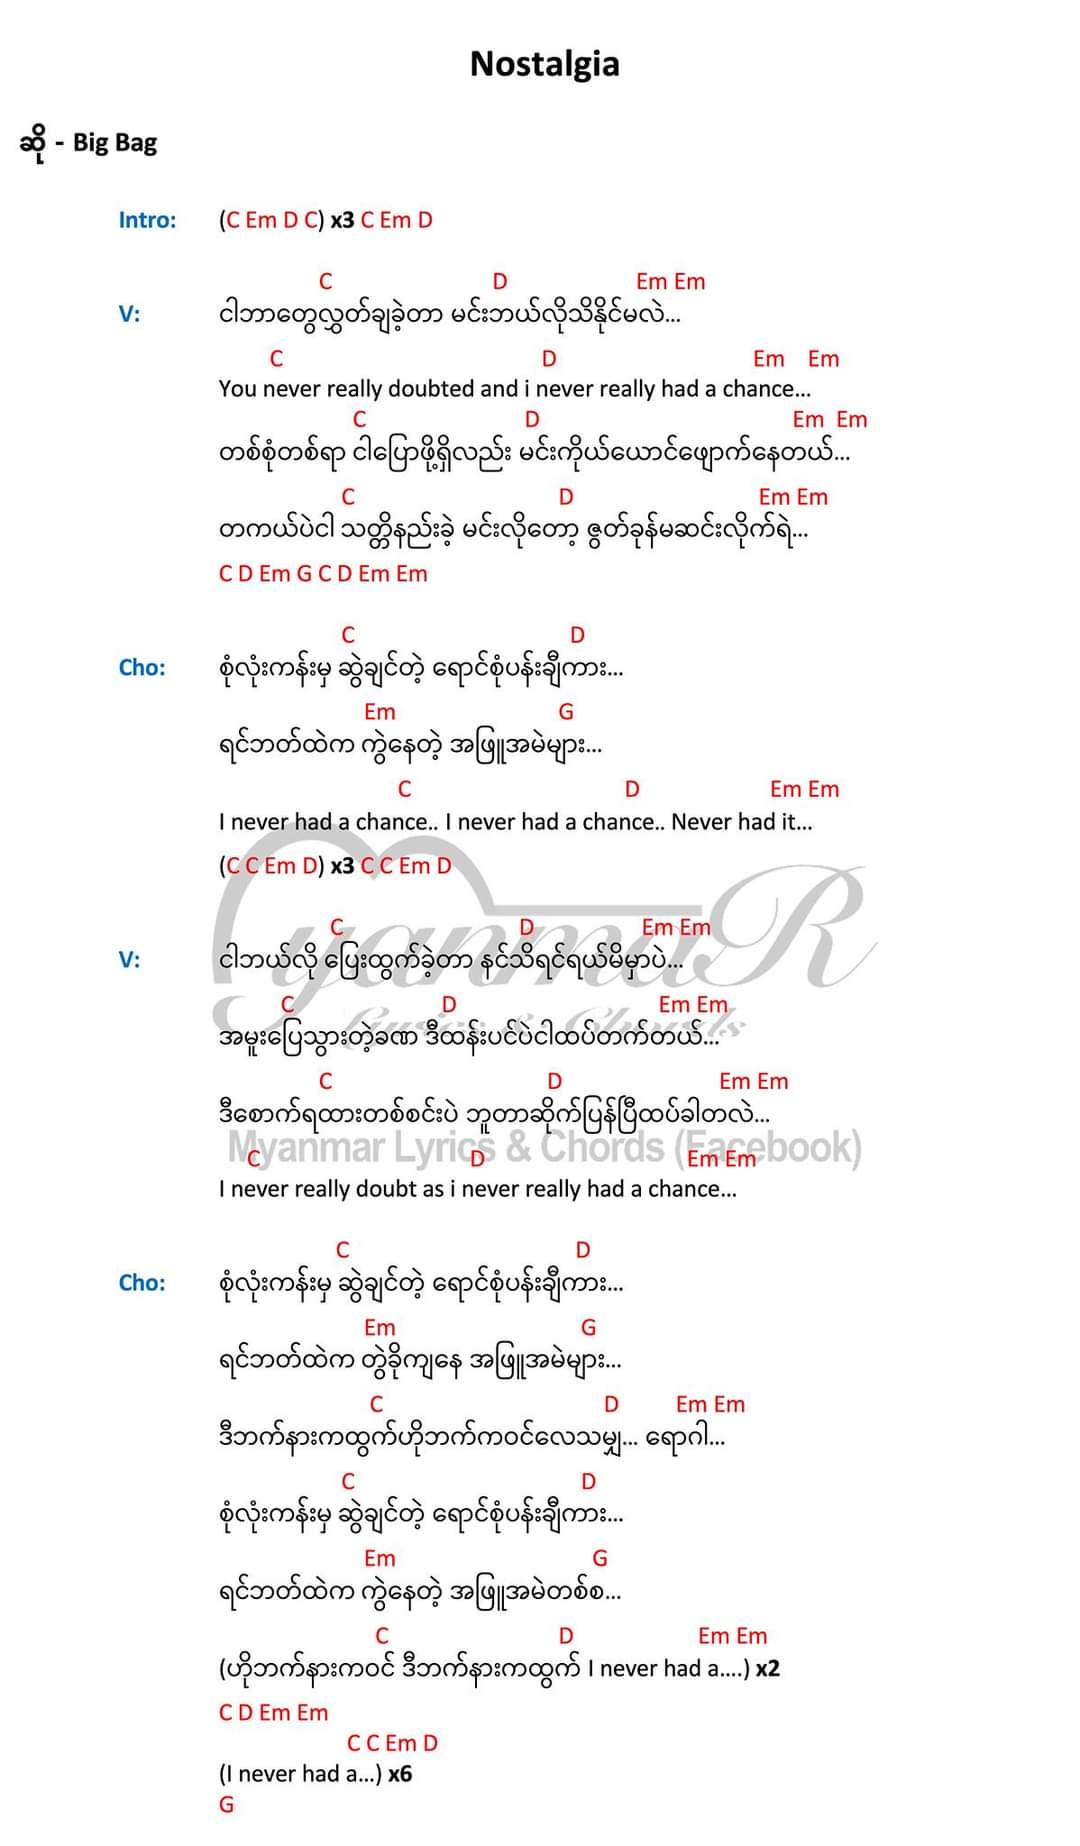 Nostalgia
ဆို - Big Bag
Intro: (C Em D C) x3 C Em D
C D Em Em
V: ငါဘာတွေလွှတ်ချခဲ့တာ မင်းဘယ်လိုသိနိုင်မလဲ...
C D Em Em
You never really doubted and i never really had a chance...
C D Em Em
တစ်စုံတစ်ရာ ငါပြောဖို့ရှိလည်း မင်းကိုယ်ယောင်ဖျောက်နေတယ်...
C D Em Em
တကယ်ပဲငါ သတ္တိနည်းခဲ့ မင်းလိုတော့ ဇွတ်ခုန်မဆင်းလိုက်ရဲ...
C D Em G C D Em Em
C D
Cho: စုံလုံးကန်းမှ ဆွဲချင်တဲ့ ရောင်စုံပန်းချီကား...
Em G
ရင်ဘတ်ထဲက ကွဲနေတဲ့ အဖြူအမဲများ...
C D Em Em
I never had a chance.. I never had a chance.. Never had it...
(C C Em D) x3 C C Em D
C D Em Em
V: ငါဘယ်လို ပြေးထွက်ခဲ့တာ နင်သိရင်ရယ်မိမှာပဲ...
C D Em Em
အမူးပြေသွားတဲ့ခဏ ဒီထန်းပင်ပဲငါထပ်တက်တယ်...
C D Em Em
ဒီစောက်ရထားတစ်စင်းပဲ ဘူတာဆိုက်ပြန်ပြီထပ်ခါတလဲ...
C D Em Em
I never really doubt as i never really had a chance...
C D
Cho: စုံလုံးကန်းမှ ဆွဲချင်တဲ့ ရောင်စုံပန်းချီကား...
Em G
ရင်ဘတ်ထဲက တွဲခိုကျနေ အဖြူအမဲများ...
C D Em Em
ဒီဘက်နားကထွက်ဟိုဘက်ကဝင်လေသမျှ... ရောဂါ...
C D
စုံလုံးကန်းမှ ဆွဲချင်တဲ့ ရောင်စုံပန်းချီကား...
Em G
ရင်ဘတ်ထဲက ကွဲနေတဲ့ အဖြူအမဲတစ်စ...
C D Em Em
(ဟိုဘက်နားကဝင် ဒီဘက်နားကထွက် I never had a....) x2
C D Em Em
C C Em D
(I never had a...) x6
G
MyanmaR
Lyrics & Chords
Myanmar Lyrics & Chords (Facebook)